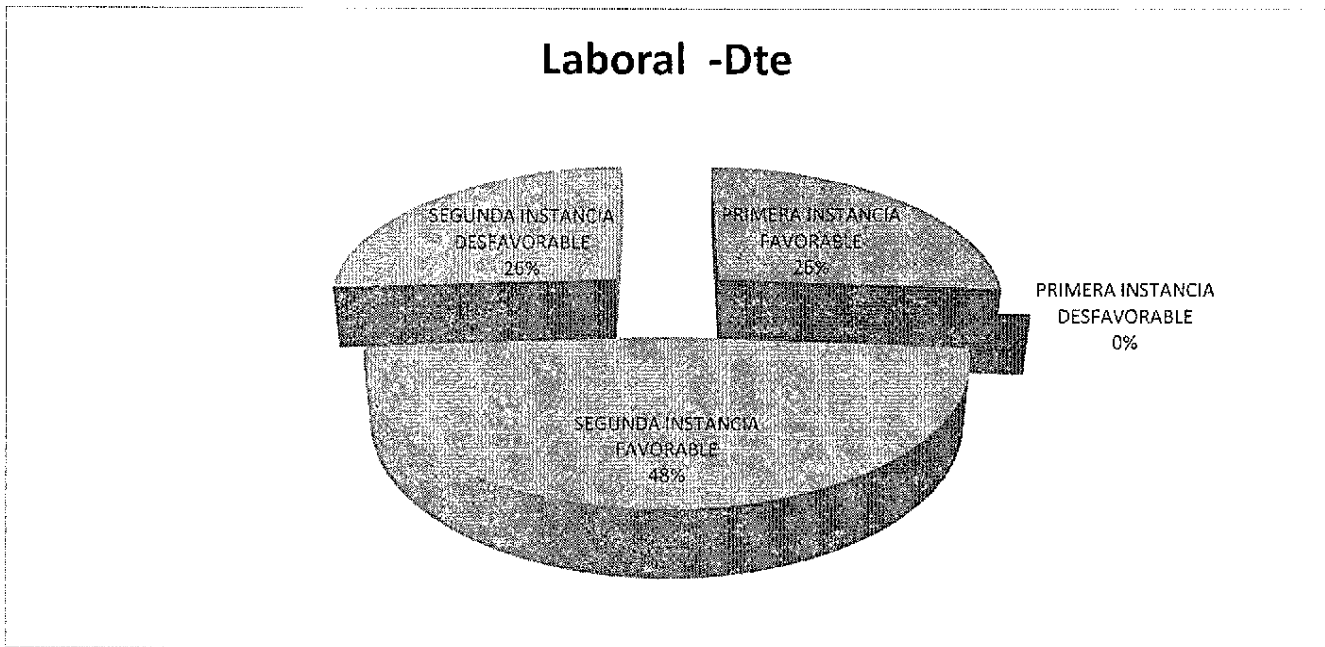 Laboral -Dte
SEGUNDA INSTANCIA
DESFAVORABLE
26%
PRIMERA INSTANCIA
FAVORABLE
26%
PRIMERA INSTANCIA
DESFAVORABLE
0%
SEGUNDA INSTANCIA
FAVORABLE
48%